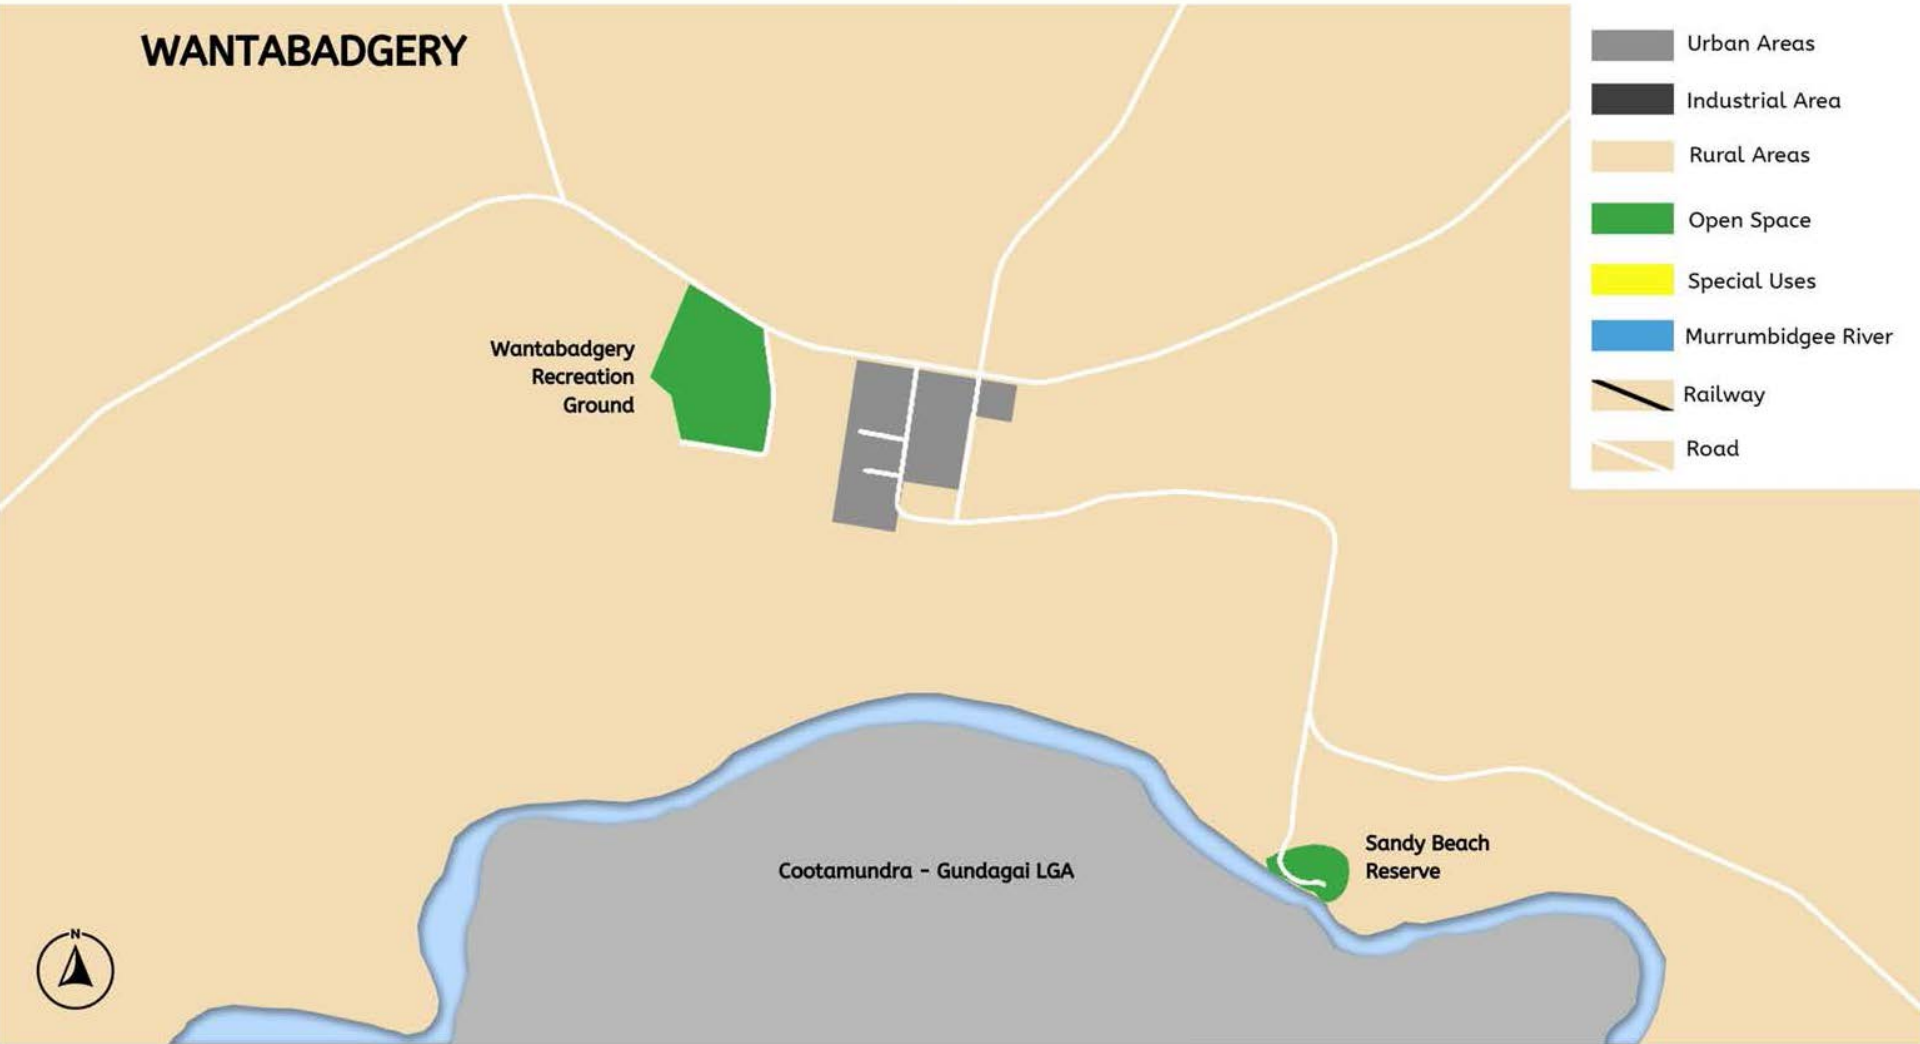 WANTABADGERY
Urban Areas
Industrial Area
Rural Areas
Open Space
Special Uses
Murrumbidgee River
Railway
Road
Wantabadgery
Recreation
Ground
Sandy Beach
Reserve
Cootamundra - Gundagai LGA
N